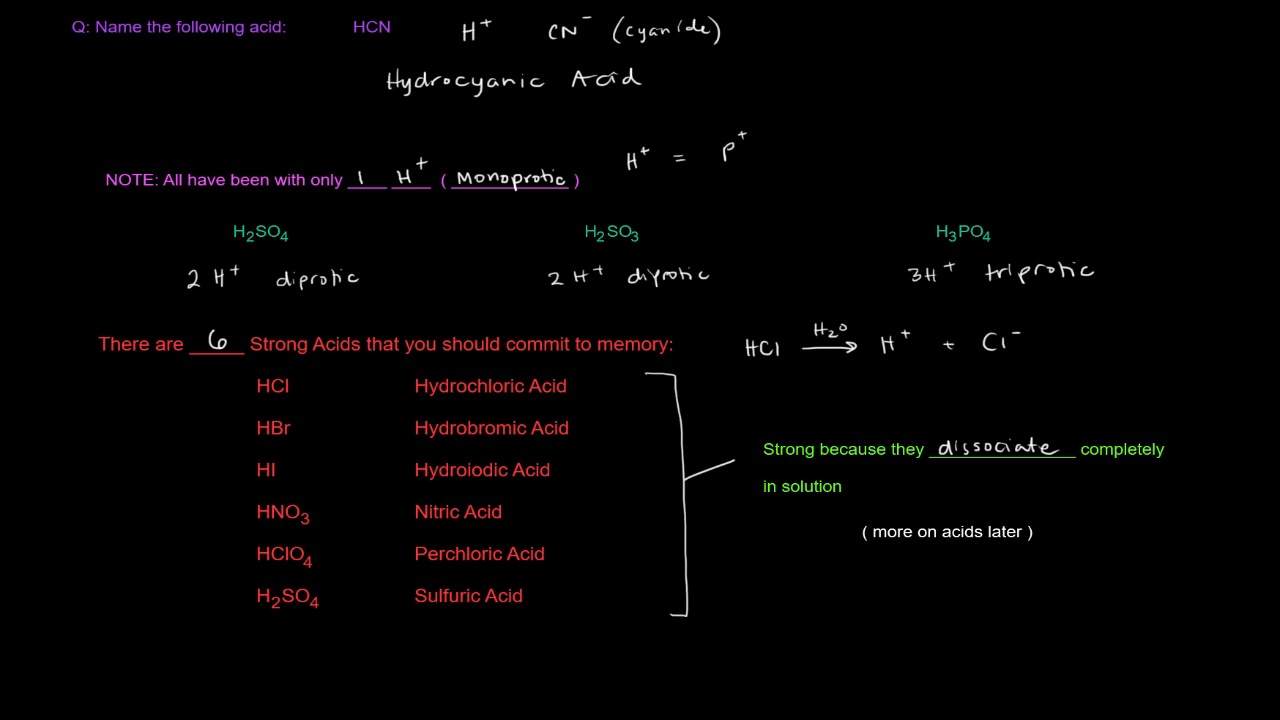 Q: Name the following acid: HCN H⁺ CN⁻ (cyanide)
Hydrocyanic Acid
H⁺ = P⁺
NOTE: All have been with only 1 H⁺ ( Monoprotic )
H₂SO₄ H₂SO₃ H₃PO₄
2 H⁺ diprotic 2 H⁺ diprotic 3H⁺ triprotic
There are 6 Strong Acids that you should commit to memory: HCl H₂O → H⁺ + Cl⁻
HCl Hydrochloric Acid
HBr Hydrobromic Acid
Strong because they dissociate completely
HI Hydroiodic Acid
in solution
HNO₃ Nitric Acid
( more on acids later )
HClO₄ Perchloric Acid
H₂SO₄ Sulfuric Acid